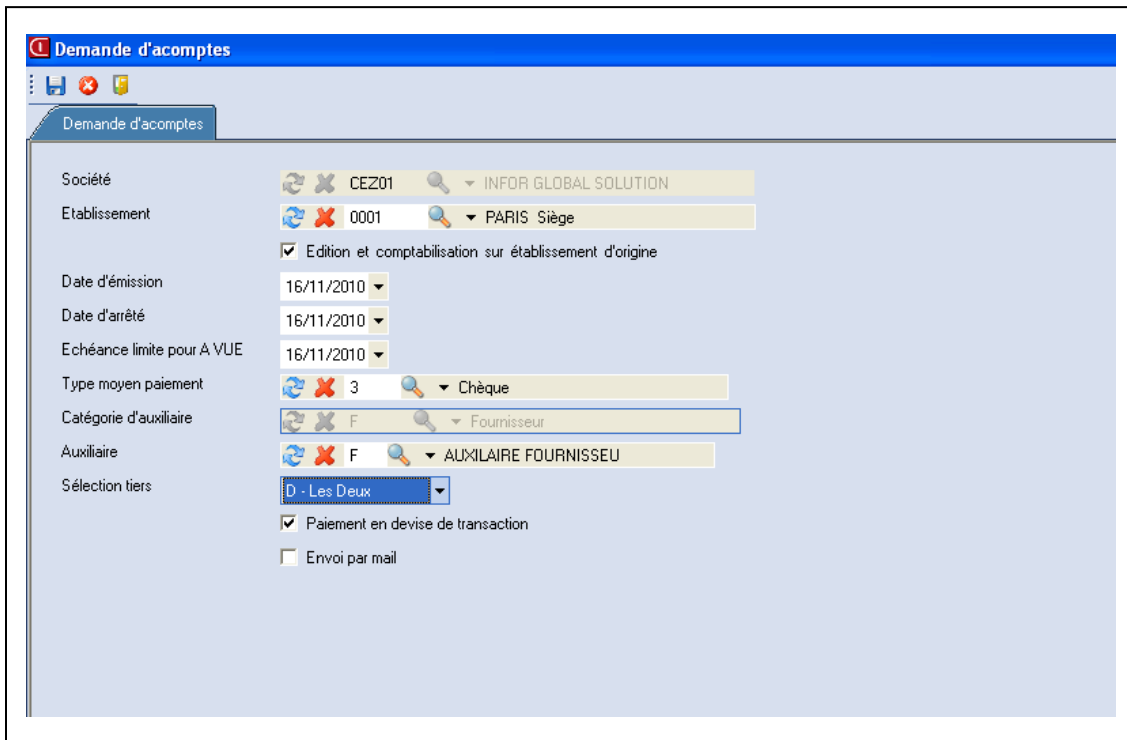 Demande d'acomptes
Demande d'acomptes
Société CEZ01 INFOR GLOBAL SOLUTION
Etablissement 0001 PARIS Siège
Edition et comptabilisation sur établissement d'origine
Date d'émission 16/11/2010
Date d'arrêté 16/11/2010
Echéance limite pour A VUE 16/11/2010
Type moyen paiement 3 Chèque
Catégorie d'auxiliaire F Fournisseur
Auxiliaire F AUXILAIRE FOURNISSEU
Sélection tiers D - Les Deux
Paiement en devise de transaction
Envoi par mail